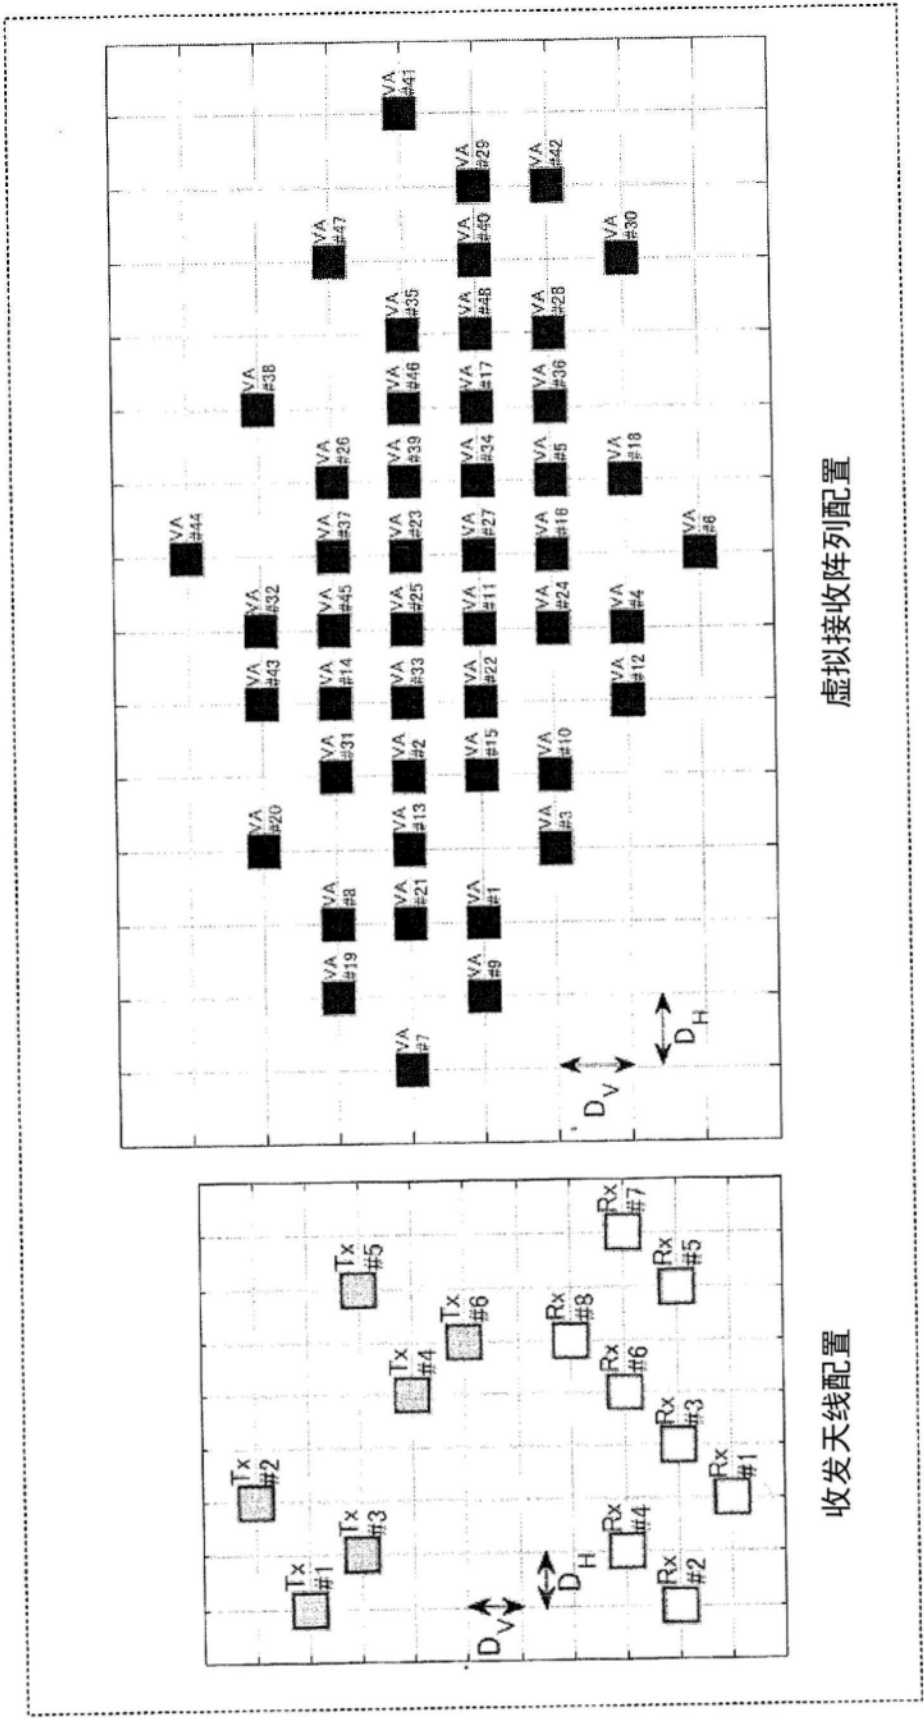 Tx
#2
Tx
#1
Tx
#3
Tx
#5
Tx
#4
Tx
#6
D_V
D_H
Rx
#8
Rx
#4
Rx
#6
Rx
#7
Rx
#2
Rx
#3
Rx
#5
Rx
#1
收发天线配置
VA
#44
VA
#20
VA
#43
VA
#32
VA
#38
VA
#19
VA
#8
VA
#31
VA
#14
VA
#45
VA
#37
VA
#26
VA
#47
VA
#7
VA
#21
VA
#13
VA
#2
VA
#33
VA
#25
VA
#23
VA
#39
VA
#46
VA
#35
VA
#41
VA
#9
VA
#1
VA
#15
VA
#22
VA
#11
VA
#27
VA
#34
VA
#17
VA
#48
VA
#40
VA
#29
VA
#3
VA
#10
VA
#24
VA
#16
VA
#5
VA
#36
VA
#28
VA
#42
VA
#12
VA
#4
VA
#18
VA
#30
VA
#6
D_V
D_H
虚拟接收阵列配置